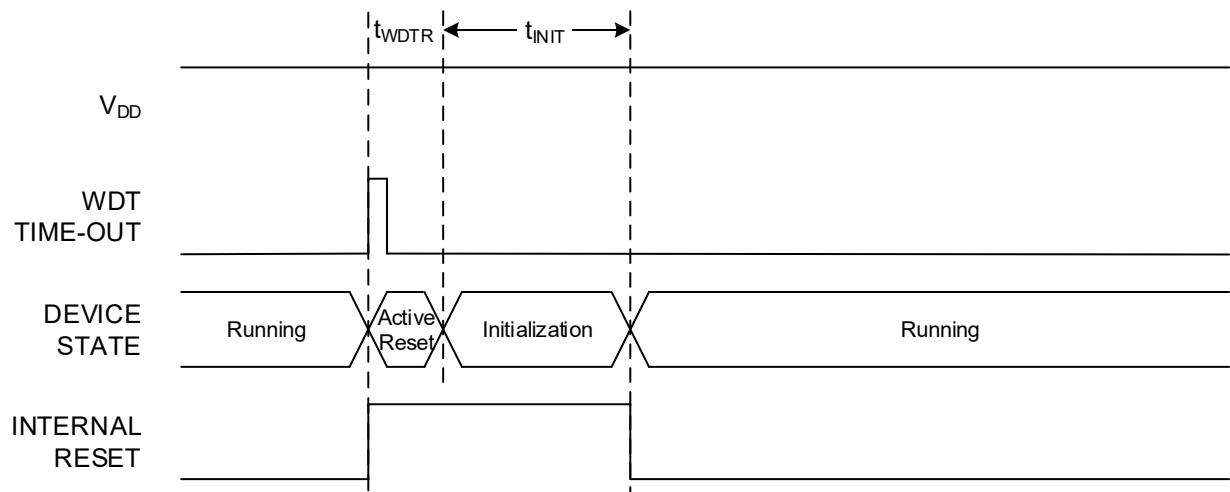 tWDTR
tINIT
VDD
WDT
TIME-OUT
DEVICE
STATE
Running
Active
Reset
Initialization
Running
INTERNAL
RESET